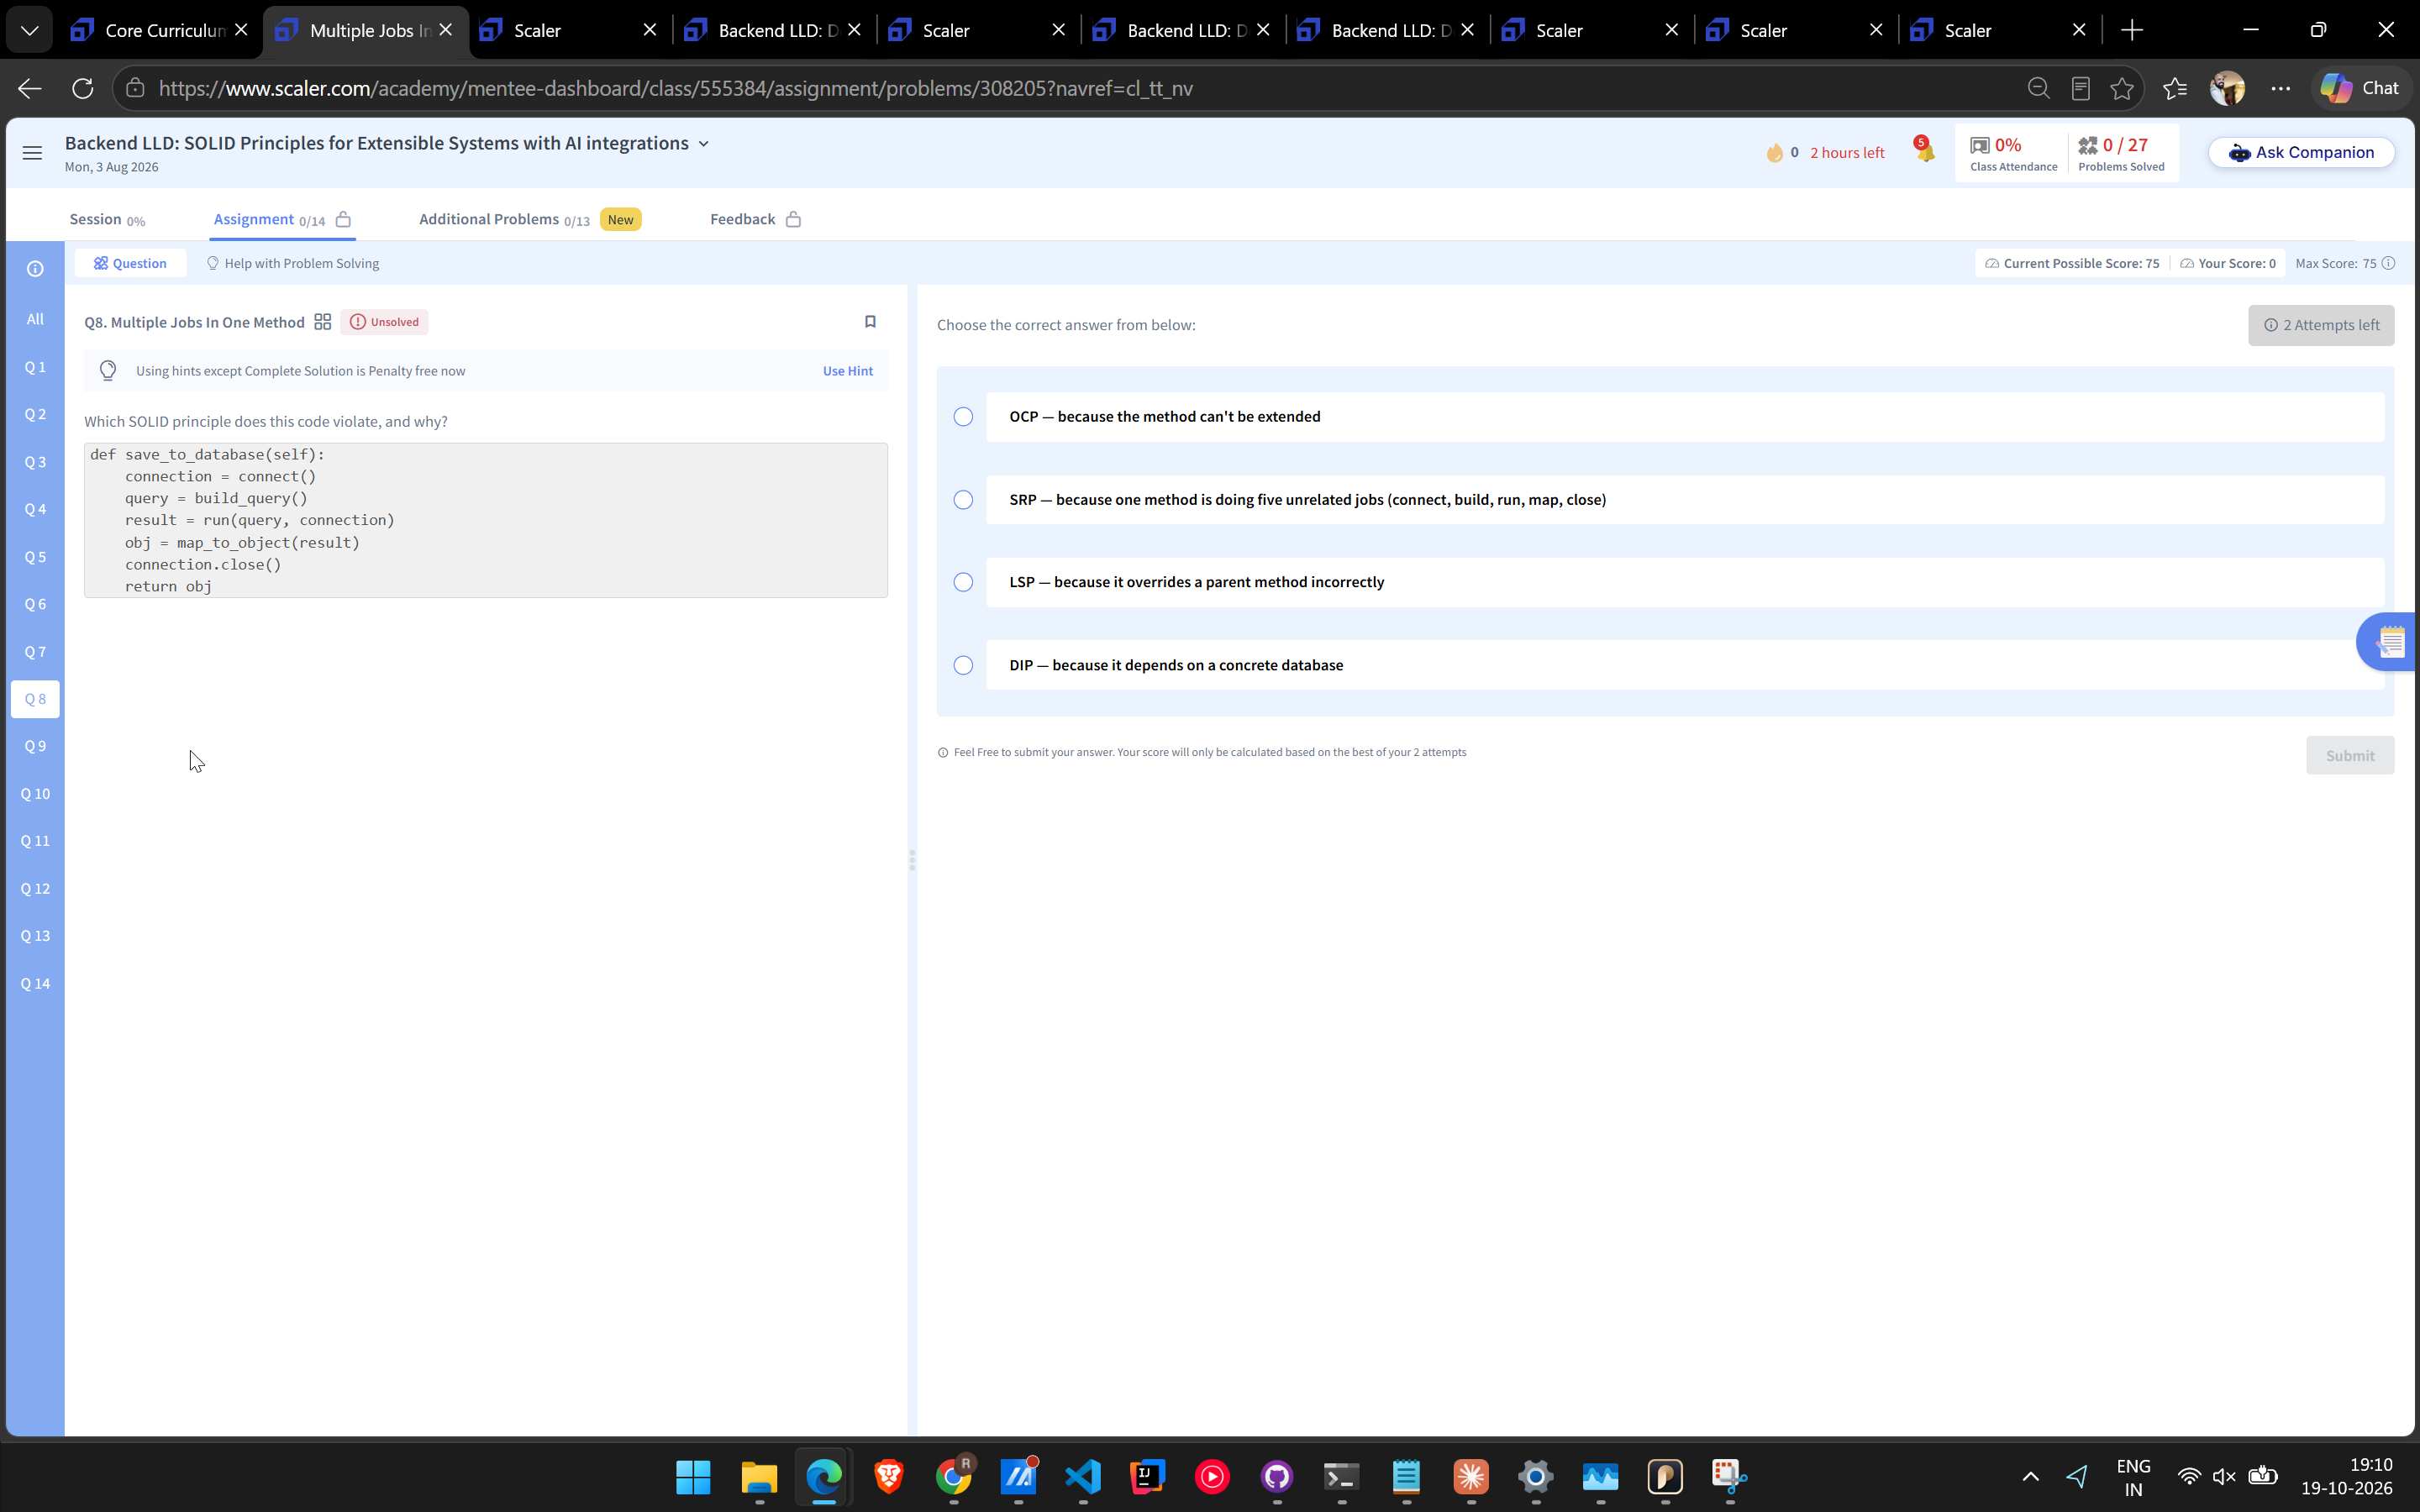 Core Curriculum
Multiple Jobs In
Scaler
Backend LLD: D
Scaler
Backend LLD: D
Backend LLD: D
Scaler
Scaler
Scaler
https://www.scaler.com/academy/mentee-dashboard/class/555384/assignment/problems/308205?navref=cl_tt_nv
Chat
Backend LLD: SOLID Principles for Extensible Systems with AI integrations
Mon, 3 Aug 2026
0 2 hours left
5
0%
Class Attendance
0 / 27
Problems Solved
Ask Companion
Session 0%
Assignment 0/14
Additional Problems 0/13 New
Feedback
Question
Help with Problem Solving
Current Possible Score: 75
Your Score: 0
Max Score: 75
All
Q 1
Q 2
Q 3
Q 4
Q 5
Q 6
Q 7
Q 8
Q 9
Q 10
Q 11
Q 12
Q 13
Q 14
Q8. Multiple Jobs In One Method
Unsolved
Using hints except Complete Solution is Penalty free now
Use Hint
Which SOLID principle does this code violate, and why?
def save_to_database(self):
    connection = connect()
    query = build_query()
    result = run(query, connection)
    obj = map_to_object(result)
    connection.close()
    return obj
Choose the correct answer from below:
2 Attempts left
OCP — because the method can't be extended
SRP — because one method is doing five unrelated jobs (connect, build, run, map, close)
LSP — because it overrides a parent method incorrectly
DIP — because it depends on a concrete database
Feel Free to submit your answer. Your score will only be calculated based on the best of your 2 attempts
Submit
R
IJ
ENG
IN
19:10
19-10-2026